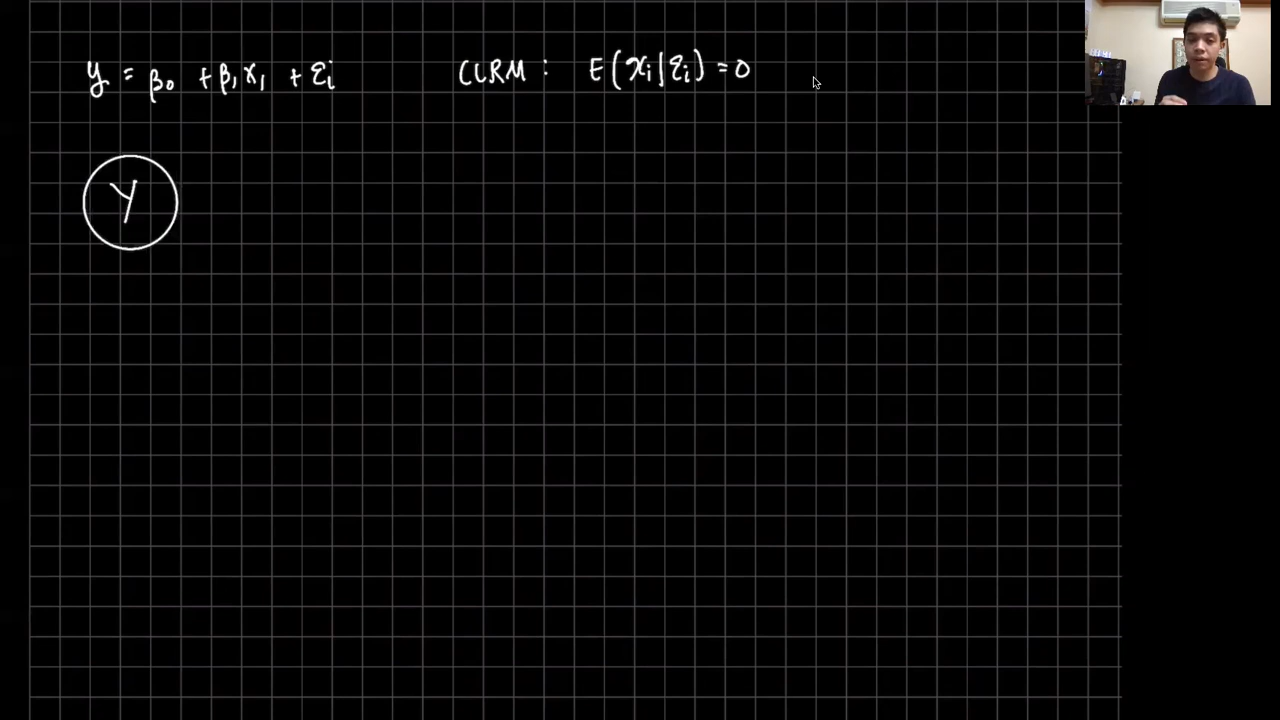 y = β₀ + β₁x₁ + εᵢ
CLRM : E(xᵢ|εᵢ) = 0
Y